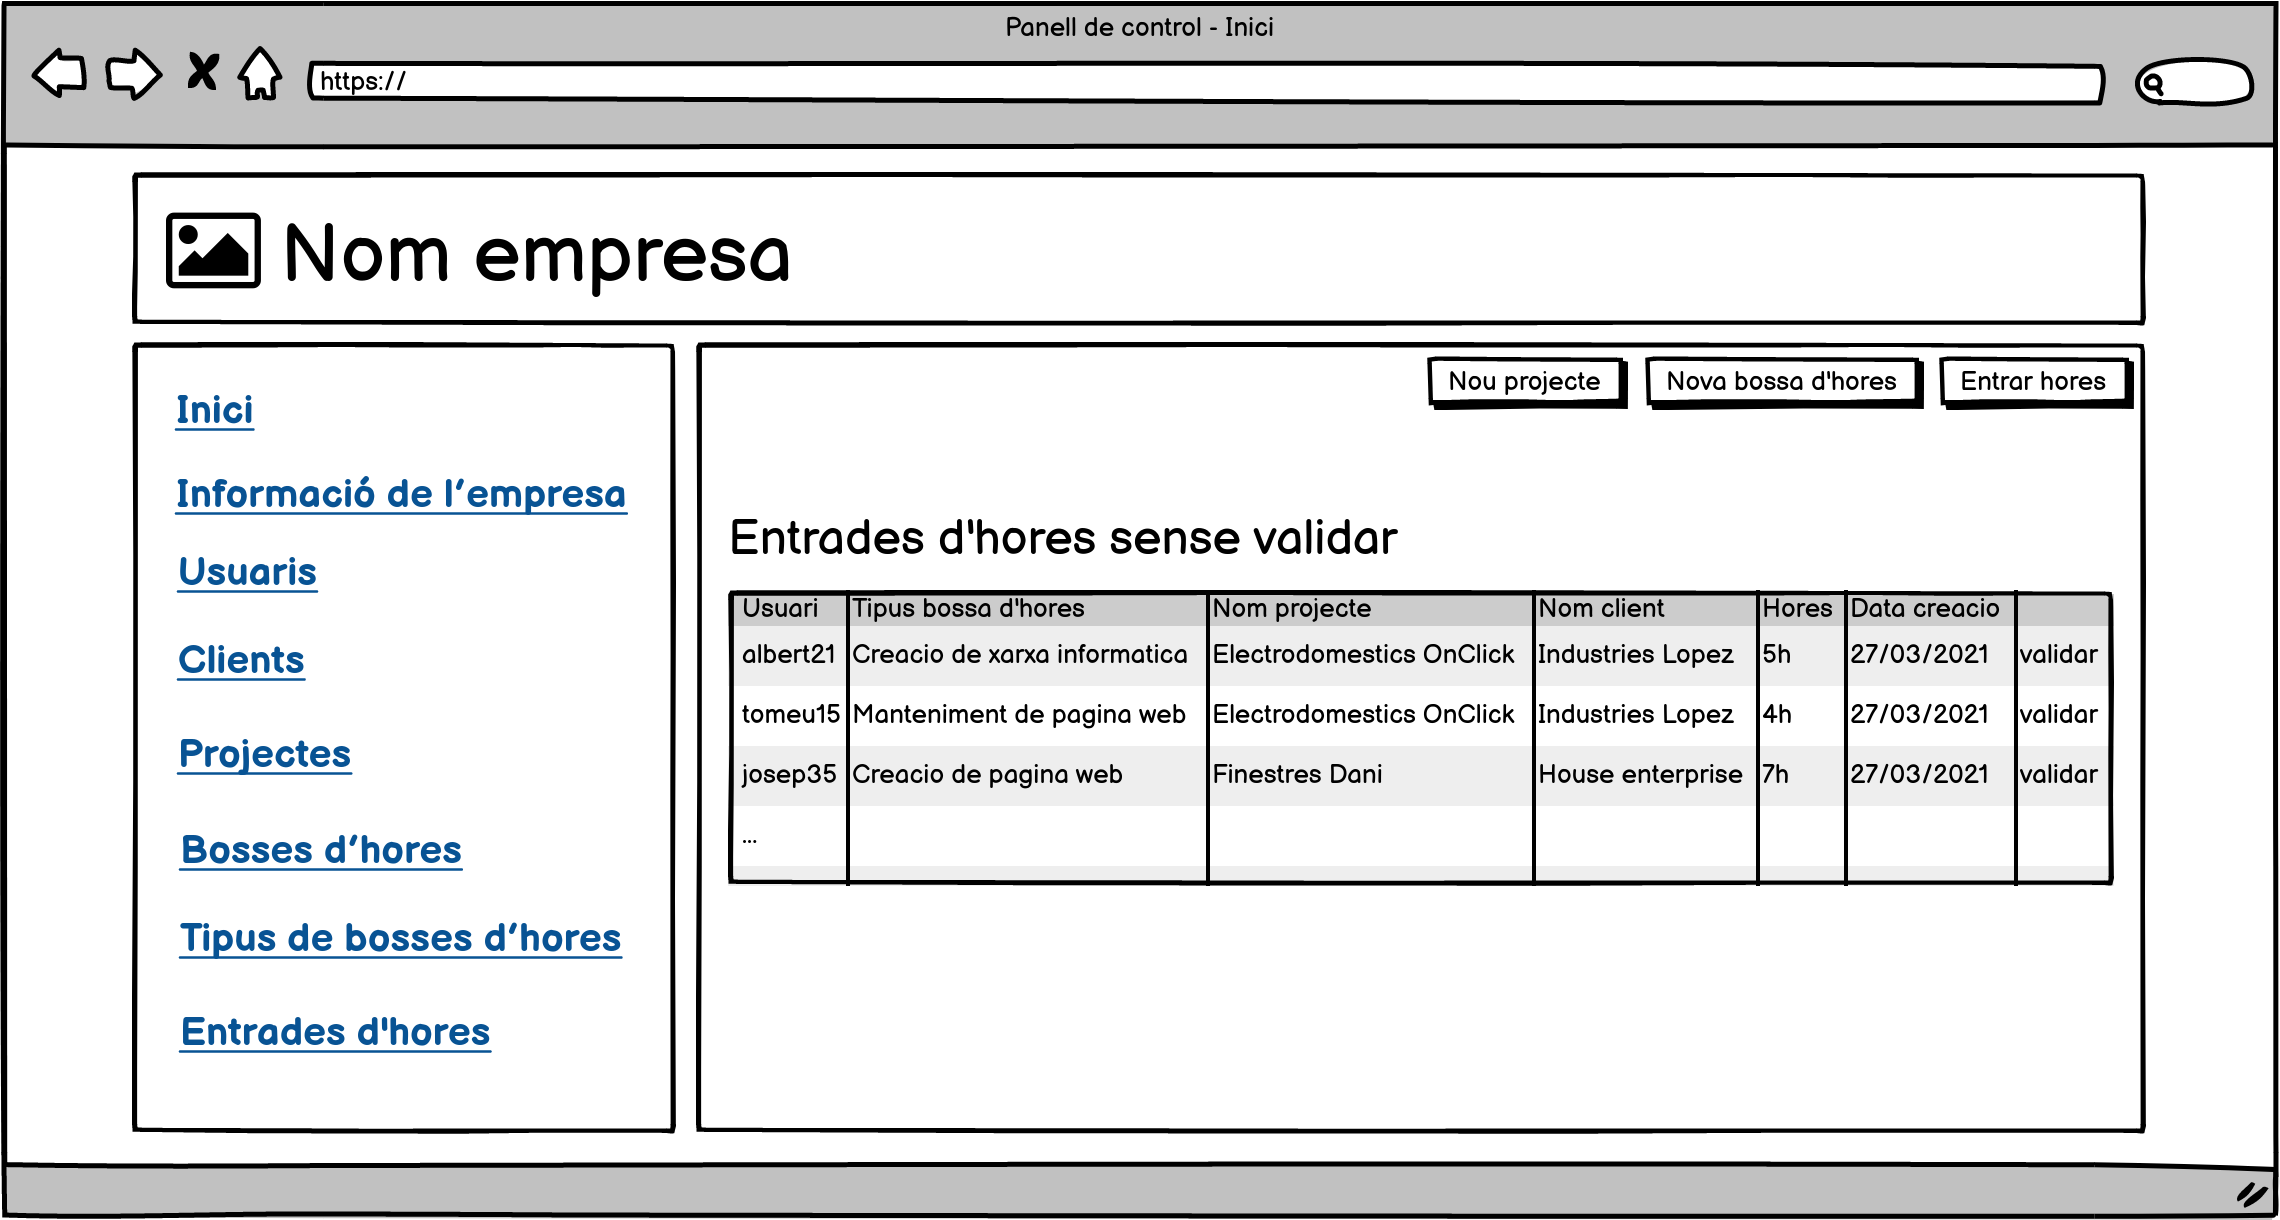 Panell de control - Inici
https://
Nom empresa
Inici
Informació de l’empresa
Usuaris
Clients
Projectes
Bosses d’hores
Tipus de bosses d’hores
Entrades d'hores
Nou projecte Nova bossa d'hores Entrar hores
Entrades d'hores sense validar
Usuari Tipus bossa d'hores Nom projecte Nom client Hores Data creacio
albert21 Creacio de xarxa informatica Electrodomestics OnClick Industries Lopez 5h 27/03/2021 validar
tomeu15 Manteniment de pagina web Electrodomestics OnClick Industries Lopez 4h 27/03/2021 validar
josep35 Creacio de pagina web Finestres Dani House enterprise 7h 27/03/2021 validar
...